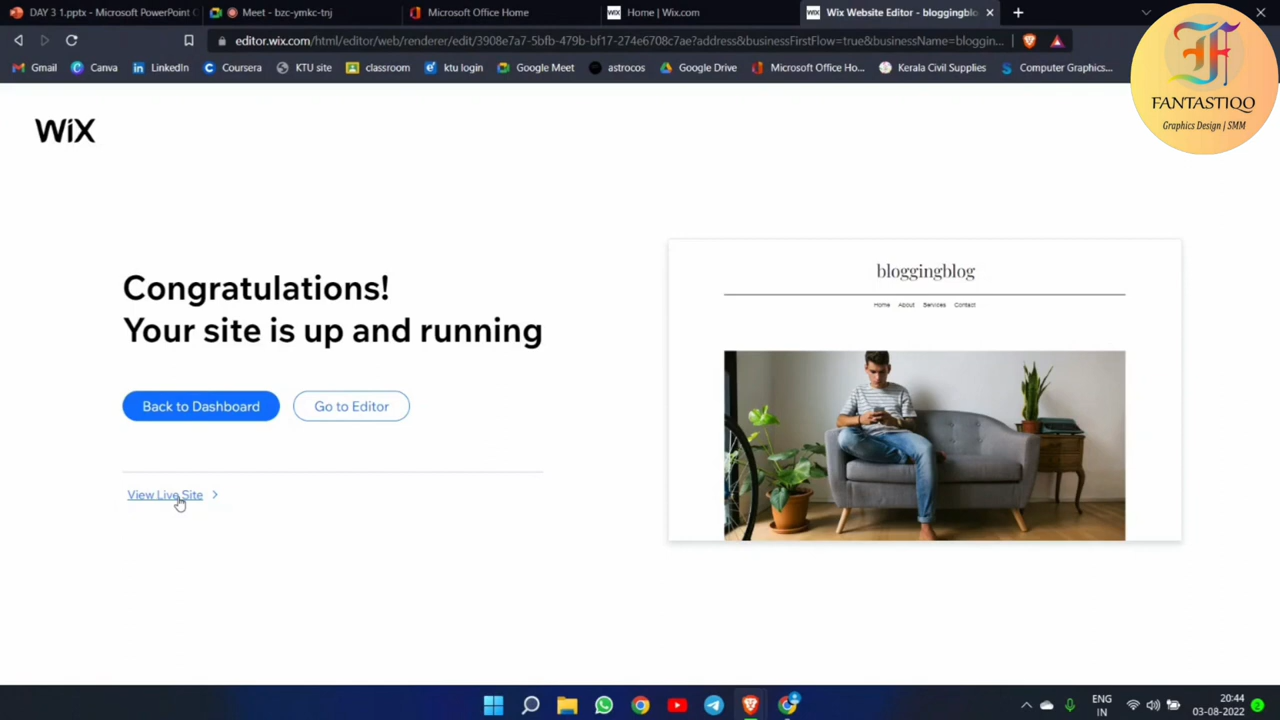 DAY 3 1.pptx - Microsoft PowerPoint
Meet - bzc-ymkc-tnj
Microsoft Office Home
WiX
Home | Wix.com
WiX
Wix Website Editor - bloggingblo
editor.wix.com/html/editor/web/renderer/edit/
-5bfb-479b-bf17-274e6708c7ae?address&businessFirstFlow=true&businessName=bloggin...
Gmail
Canva
LinkedIn
Coursera
KTU site
classroom
ktu login
Google Meet
astrocos
Google Drive
Microsoft Office Ho...
Kerala Civil Supplies
Computer Graphics...
FANTASTIQO
Graphics Design | SMM
WiX
Congratulations!
Your site is up and running
Back to Dashboard
Go to Editor
View Live Site
bloggingblog
Home About Services Contact
ENG
IN
20:44
03-08-2022
2